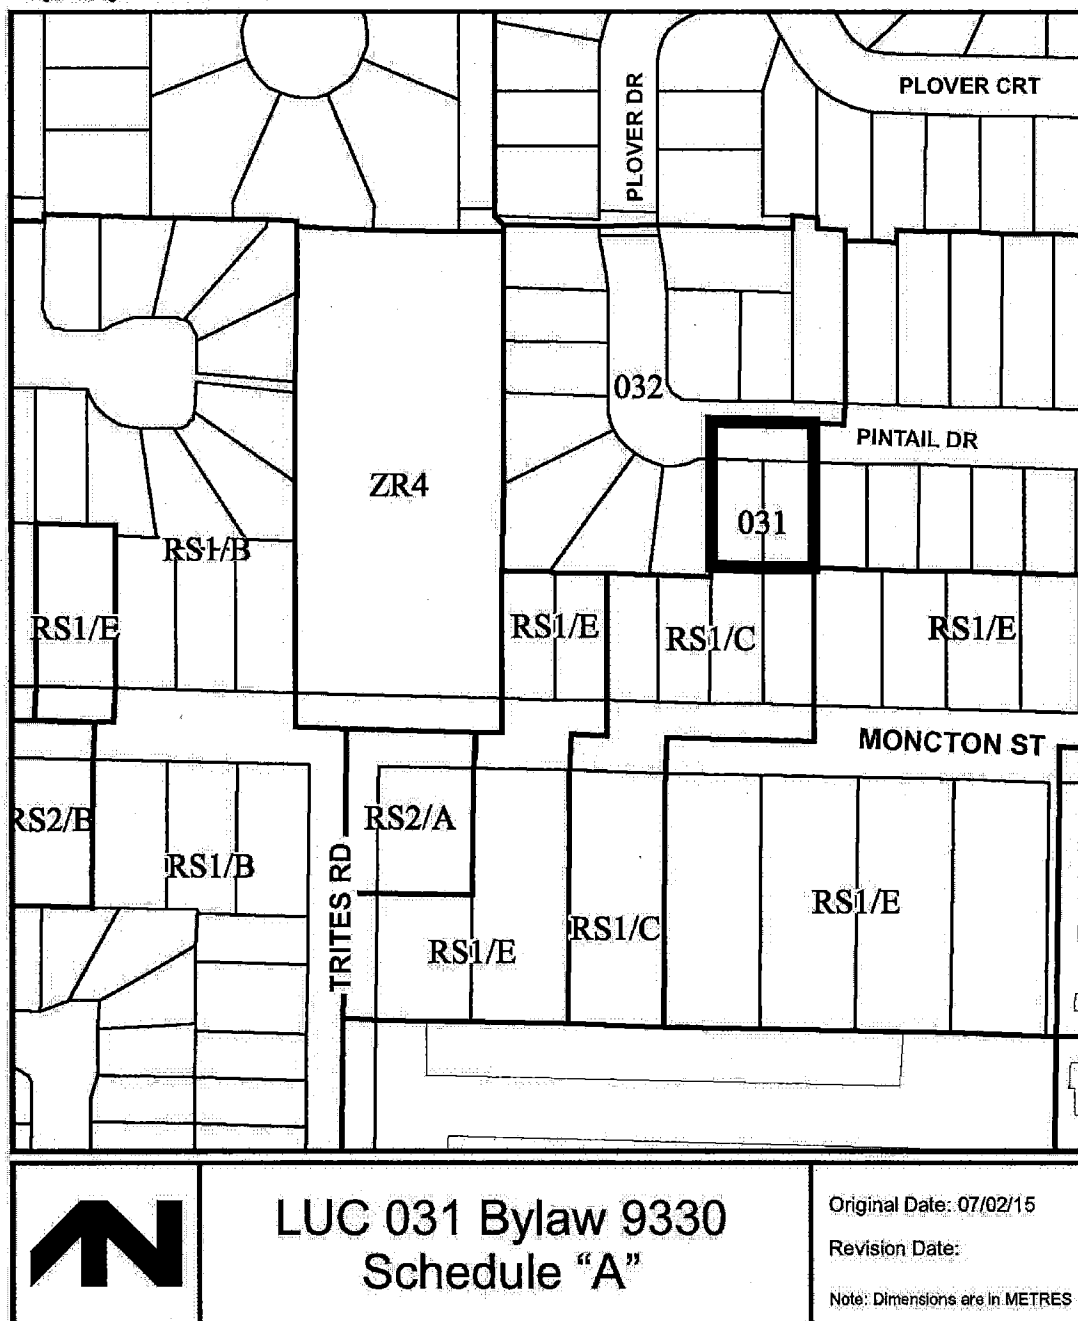 PLOVER DR
PLOVER CRT
032
PINTAIL DR
ZR4
031
RS1/B
RS1/E
RS1/E
RS1/C
RS1/E
MONCTON ST
RS2/B
RS1/B
TRITES RD
RS2/A
RS1/E
RS1/C
RS1/E
LUC 031 Bylaw 9330
Schedule “A”
Original Date: 07/02/15
Revision Date:
Note: Dimensions are in METRES